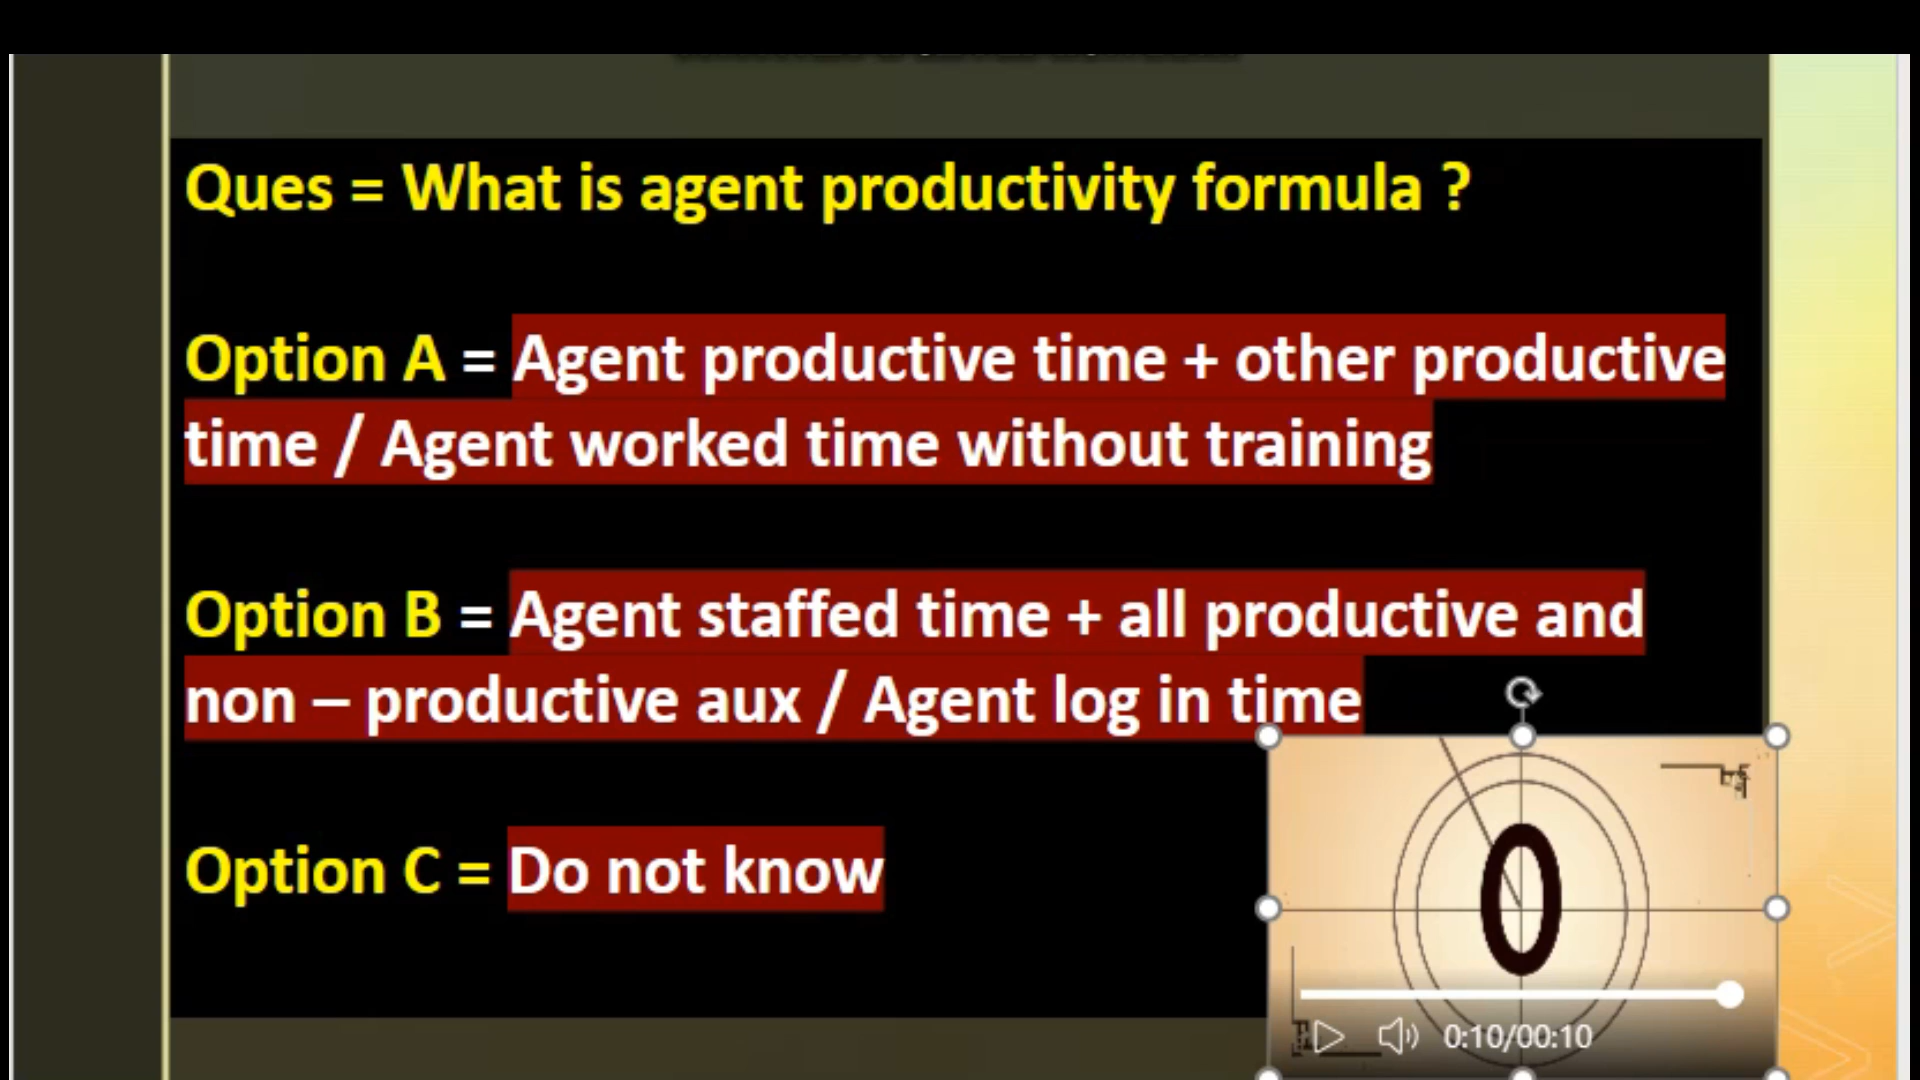 Ques = What is agent productivity formula ?
Option A = Agent productive time + other productive
time / Agent worked time without training
Option B = Agent staffed time + all productive and
non – productive aux / Agent log in time
Option C = Do not know
0
0:10/00:10